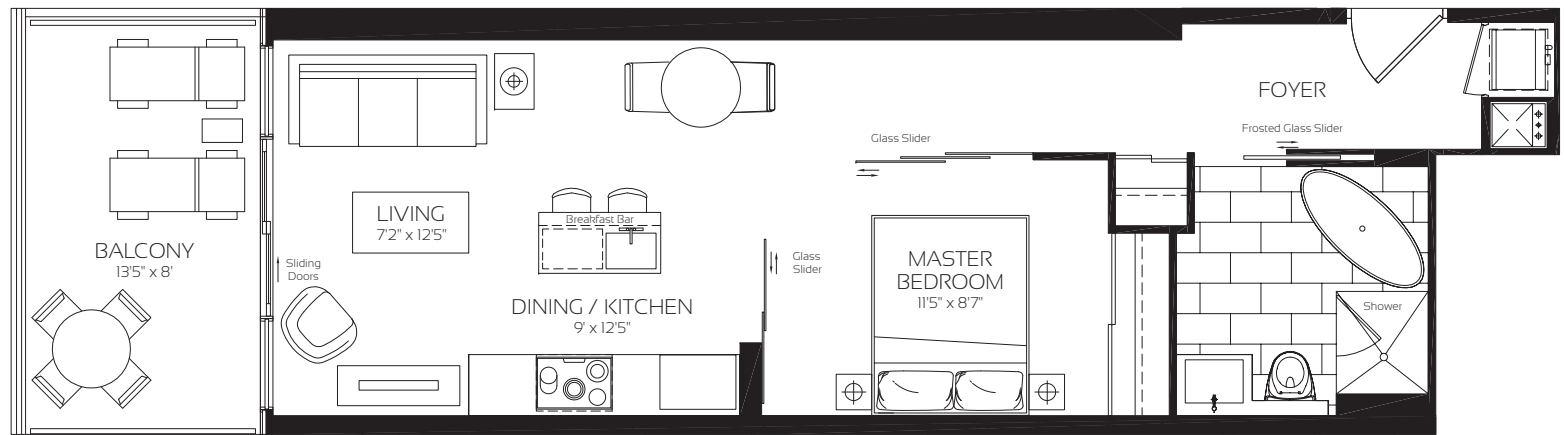 FOYER
Frosted Glass Slider
Glass Slider
LIVING
7'2" x 12'5"
Breakfast Bar
BALCONY
13'5" x 8'
Sliding
Doors
Glass
Slider
MASTER
BEDROOM
11'5" x 8'7"
DINING / KITCHEN
9' x 12'5"
Shower